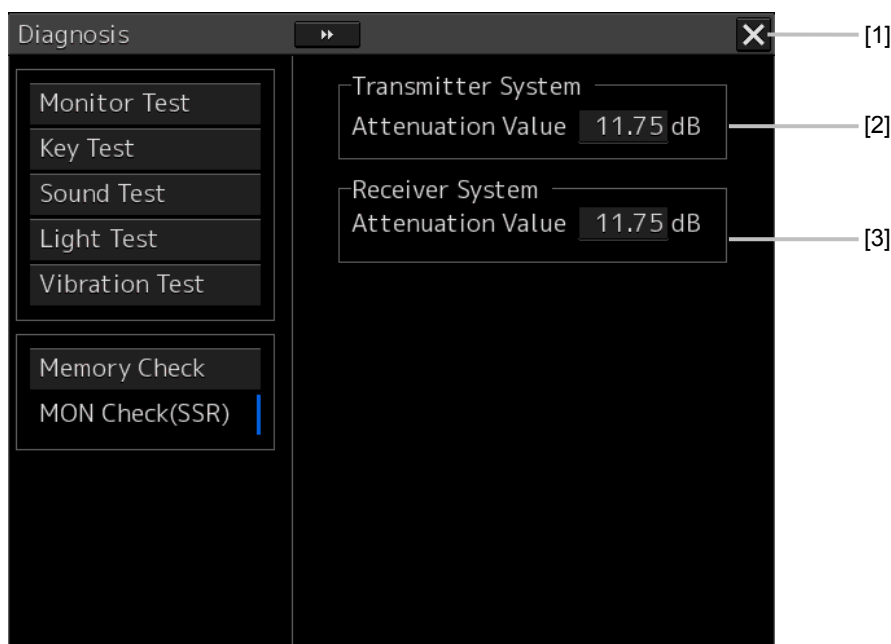 Diagnosis
[1]
Monitor Test
Key Test
Sound Test
Light Test
Vibration Test
Memory Check
MON Check(SSR)
Transmitter System
Attenuation Value 11.75 dB
[2]
Receiver System
Attenuation Value 11.75 dB
[3]